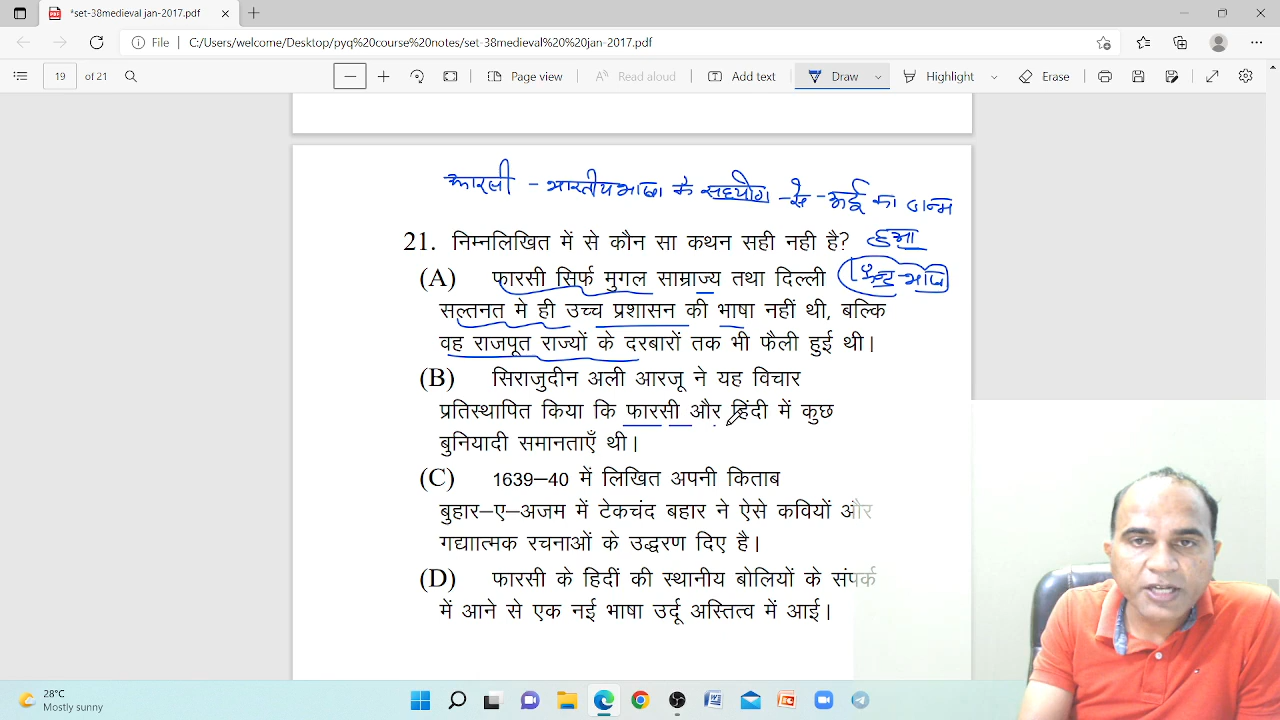 *set-38medieval jan-2017.pdf
File C:/Users/welcome/Desktop/pyq%20course%20notes/set-38medieval%20%20jan-2017.pdf
19 of 21 Page view Read aloud Add text Draw Highlight Erase
भारतीय भाषा के सहयोग से का जन्म
21. निम्नलिखित में से कौन सा कथन सही नही है? हुआ
(A) फारसी सिर्फ मुगल साम्राज्य तथा दिल्ली
सल्तनत मे ही उच्च प्रशासन की भाषा नहीं थी, बल्कि
वह राजपूत राज्यों के दरबारों तक भी फैली हुई थी।
(B) सिराजुदीन अली आरजू ने यह विचार
प्रतिस्थापित किया कि फारसी और हिंदी में कुछ
बुनियादी समानताएँ थी।
(C) 1639–40 में लिखित अपनी किताब
बुहार–ए–अजम में टेकचंद बहार ने ऐसे कवियों और
गद्याात्मक रचनाओं के उद्धरण दिए है।
(D) फारसी के हिदीं की स्थानीय बोलियों के संपर्क
में आने से एक नई भाषा उर्दू अस्तित्व में आई।
28°C
Mostly sunny